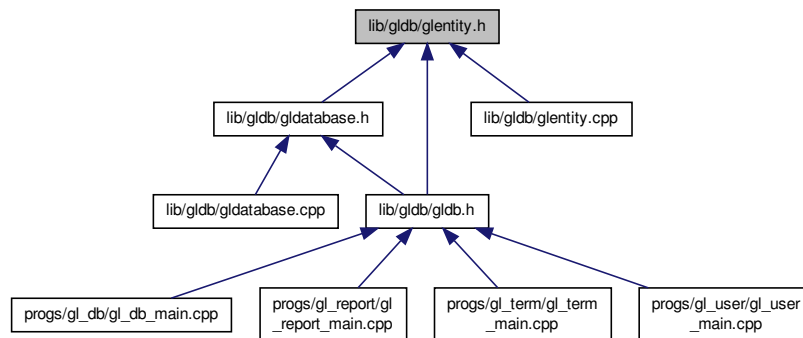 lib/gldb/glentity.h
lib/gldb/gldatabase.h
lib/gldb/glentity.cpp
lib/gldb/gldatabase.cpp
lib/gldb/gldb.h
progs/gl_db/gl_db_main.cpp
progs/gl_report/gl
_report_main.cpp
progs/gl_term/gl_term
_main.cpp
progs/gl_user/gl_user
_main.cpp